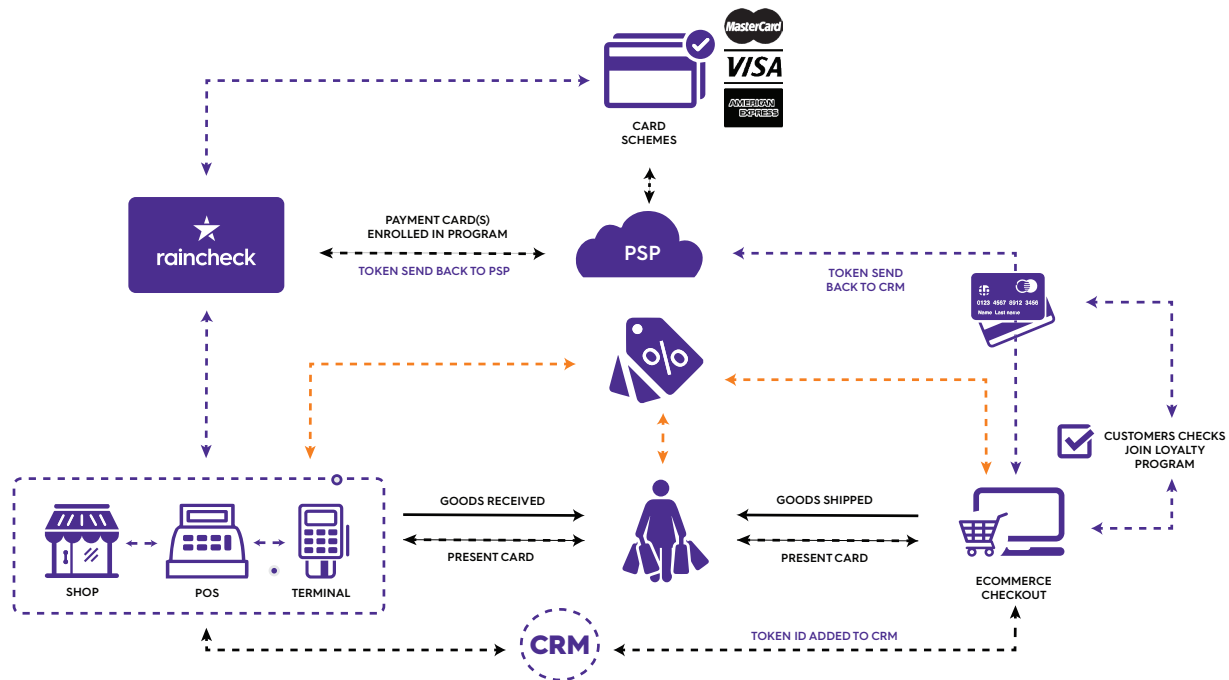 MasterCard
VISA
AMERICAN
EXPRESS
CARD
SCHEMES
raincheck
PAYMENT CARD(S)
ENROLLED IN PROGRAM
TOKEN SEND BACK TO PSP
PSP
TOKEN SEND
BACK TO CRM
0123 4567 8912 3456
Name Last name
%
CUSTOMERS CHECKS
JOIN LOYALTY
PROGRAM
GOODS RECEIVED
PRESENT CARD
GOODS SHIPPED
PRESENT CARD
SHOP
POS
TERMINAL
ECOMMERCE
CHECKOUT
CRM
TOKEN ID ADDED TO CRM